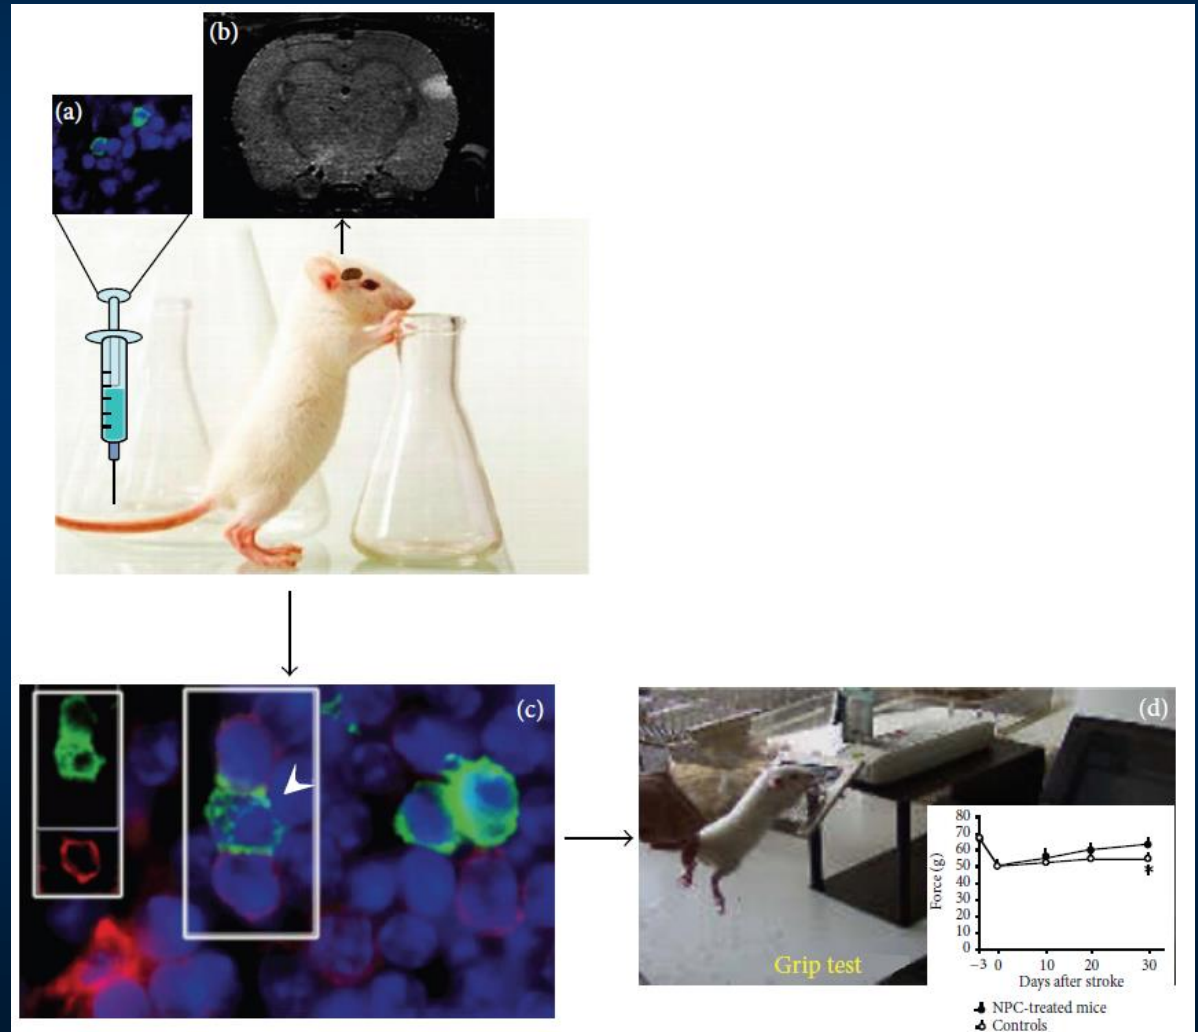 (b)
(a)
(c)
(d)
Grip test
80
70
60
50
40
30
20
10
0
Force (g)
−3 0 10 20 30
Days after stroke
*
NPC-treated mice
Controls